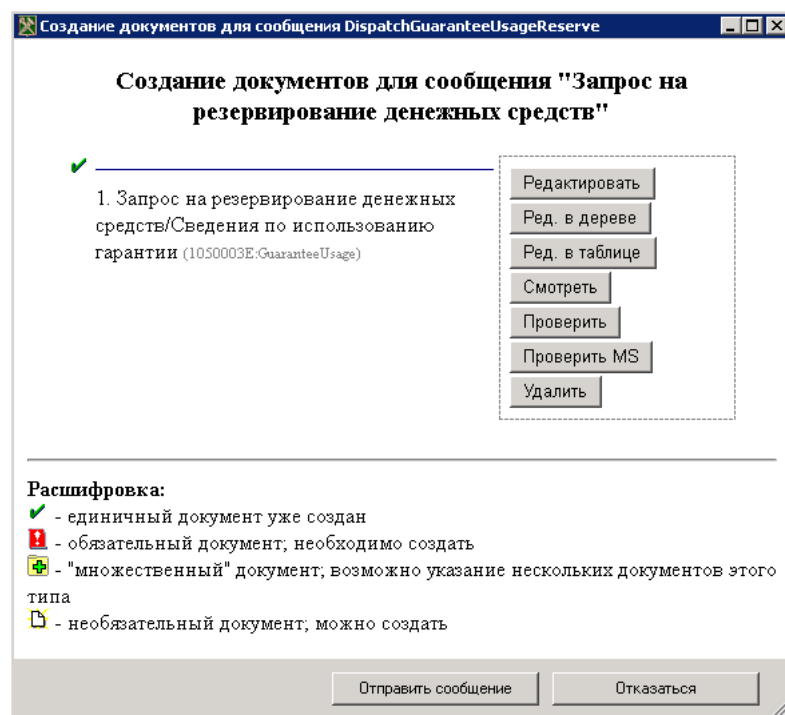 Создание документов для сообщения DispatchGuaranteeUsageReserve
Создание документов для сообщения "Запрос на
резервирование денежных средств"
1. Запрос на резервирование денежных
средств/Сведения по использованию
гарантии (1050003E:GuaranteeUsage)
Редактировать
Ред. в дереве
Ред. в таблице
Смотреть
Проверить
Проверить MS
Удалить
Расшифровка:
- единичный документ уже создан
- обязательный документ; необходимо создать
- "множественный" документ; возможно указание нескольких документов этого
типа
- необязательный документ; можно создать
Отправить сообщение
Отказаться